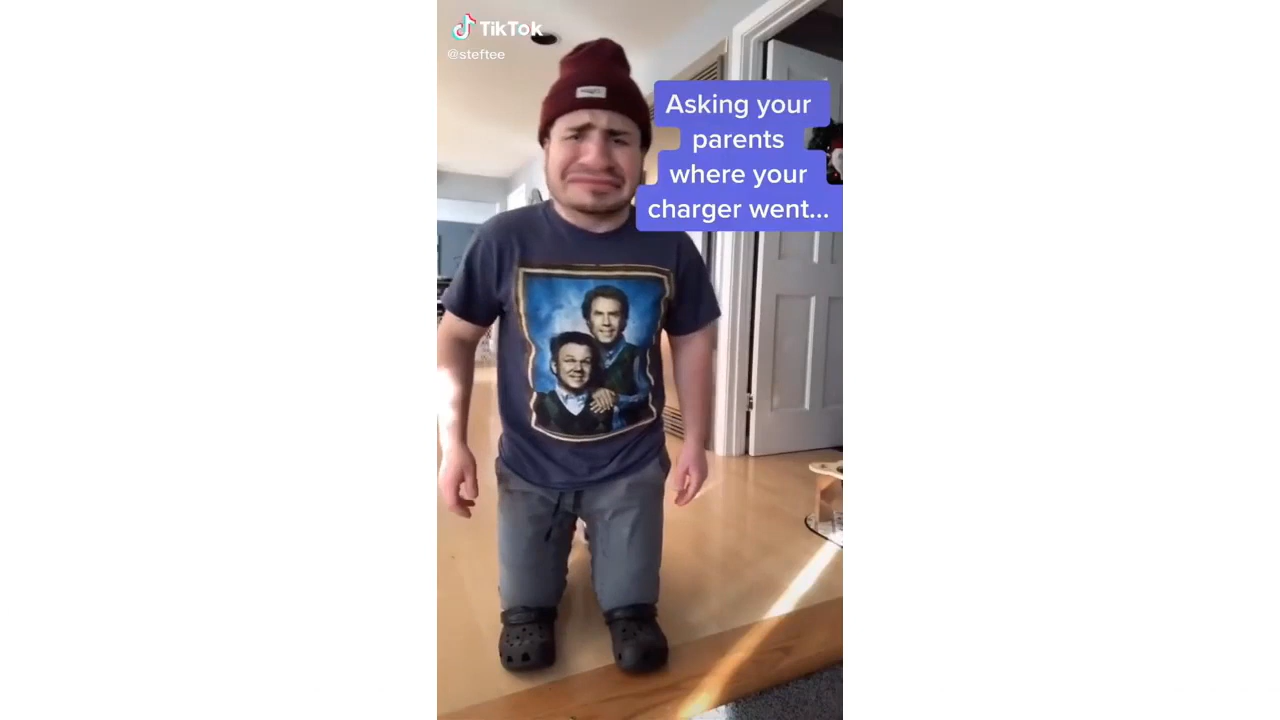 TikTok
@steftee
Asking your
parents
where your
charger went...